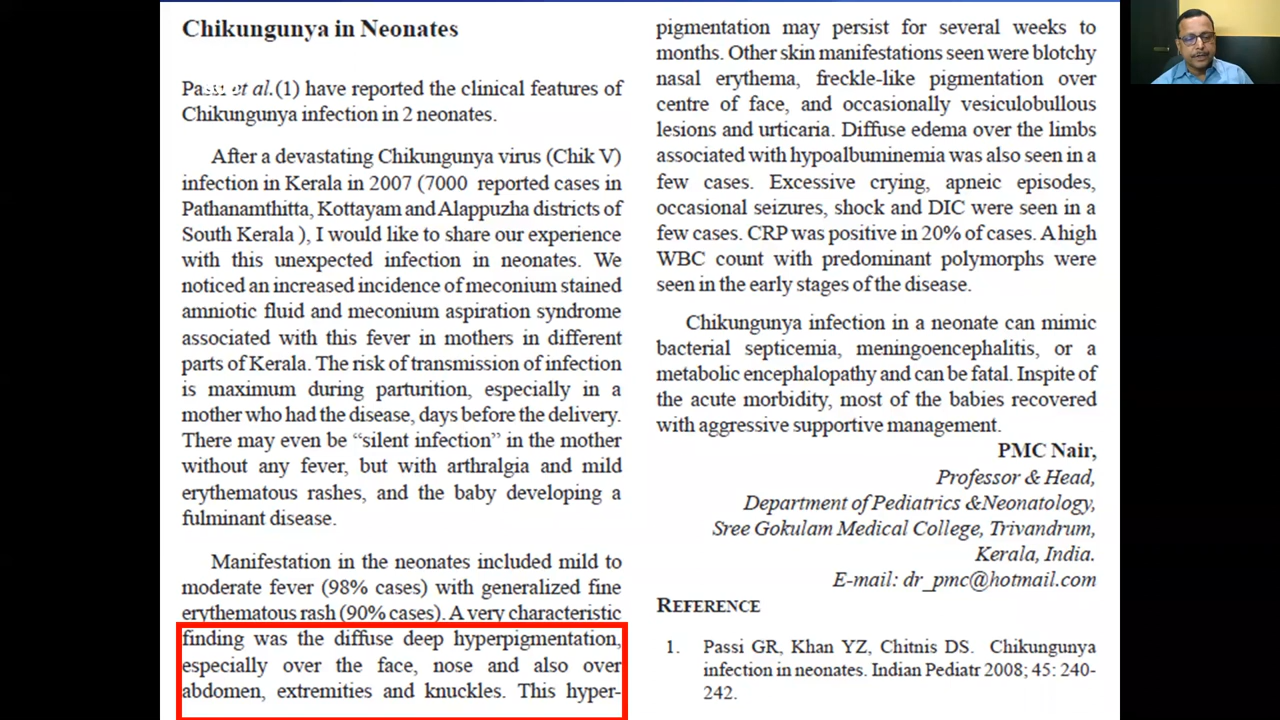 Chikungunya in Neonates
Passi et al.(1) have reported the clinical features of
Chikungunya infection in 2 neonates.
After a devastating Chikungunya virus (Chik V)
infection in Kerala in 2007 (7000 reported cases in
Pathanamthitta, Kottayam and Alappuzha districts of
South Kerala ), I would like to share our experience
with this unexpected infection in neonates. We
noticed an increased incidence of meconium stained
amniotic fluid and meconium aspiration syndrome
associated with this fever in mothers in different
parts of Kerala. The risk of transmission of infection
is maximum during parturition, especially in a
mother who had the disease, days before the delivery.
There may even be “silent infection” in the mother
without any fever, but with arthralgia and mild
erythematous rashes, and the baby developing a
fulminant disease.
Manifestation in the neonates included mild to
moderate fever (98% cases) with generalized fine
erythematous rash (90% cases). A very characteristic
finding was the diffuse deep hyperpigmentation,
especially over the face, nose and also over
abdomen, extremities and knuckles. This hyper-
pigmentation may persist for several weeks to
months. Other skin manifestations seen were blotchy
nasal erythema, freckle-like pigmentation over
centre of face, and occasionally vesiculobullous
lesions and urticaria. Diffuse edema over the limbs
associated with hypoalbuminemia was also seen in a
few cases. Excessive crying, apneic episodes,
occasional seizures, shock and DIC were seen in a
few cases. CRP was positive in 20% of cases. A high
WBC count with predominant polymorphs were
seen in the early stages of the disease.
Chikungunya infection in a neonate can mimic
bacterial septicemia, meningoencephalitis, or a
metabolic encephalopathy and can be fatal. Inspite of
the acute morbidity, most of the babies recovered
with aggressive supportive management.
PMC Nair,
Professor & Head,
Department of Pediatrics &Neonatology,
Sree Gokulam Medical College, Trivandrum,
Kerala, India.
E-mail: dr_pmc@hotmail.com
REFERENCE
1. Passi GR, Khan YZ, Chitnis DS. Chikungunya
infection in neonates. Indian Pediatr 2008; 45: 240-
242.